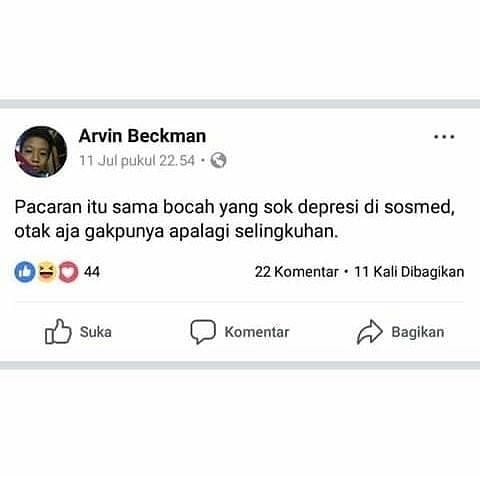 Arvin Beckman
11 Jul pukul 22.54 •
Pacaran itu sama bocah yang sok depresi di sosmed,
otak aja gakpunya apalagi selingkuhan.
44 22 Komentar • 11 Kali Dibagikan
Suka Komentar Bagikan